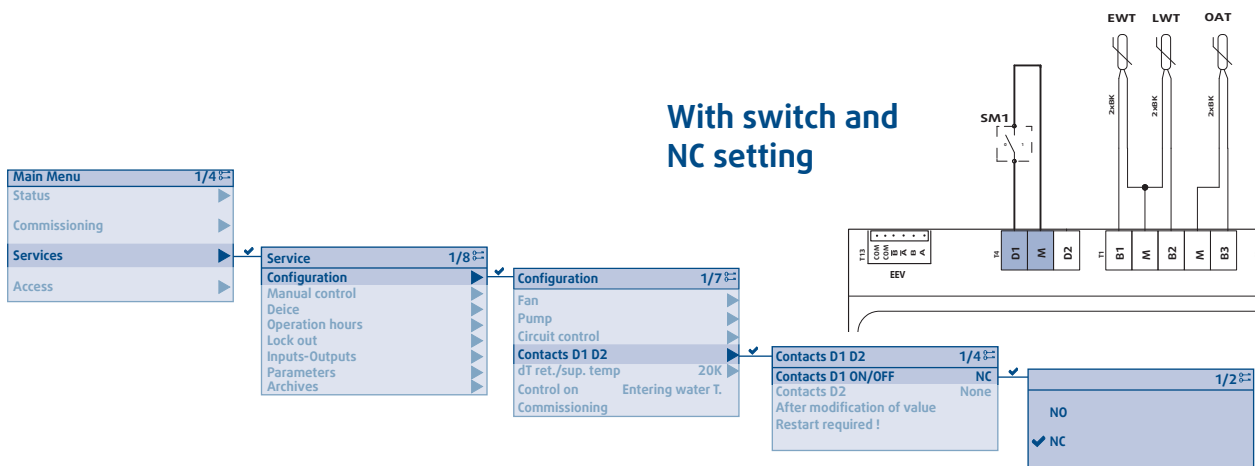 With switch and
NC setting
EWT LWT OAT
SM1
0 1
2xBK 2xBK 2xBK
T13 COM COM B A B A
EEV
T4 D1 M D2
T1 B1 M B2 M B3
Main Menu 1/4
Status
Commissioning
Services
Access
Service 1/8
Configuration
Manual control
Deice
Operation hours
Lock out
Inputs-Outputs
Parameters
Archives
Configuration 1/7
Fan
Pump
Circuit control
Contacts D1 D2
dT ret./sup. temp 20K
Control on Entering water T.
Commissioning
Contacts D1 D2 1/4
Contacts D1 ON/OFF NC
Contacts D2 None
After modification of value
Restart required !
1/2
NO
NC